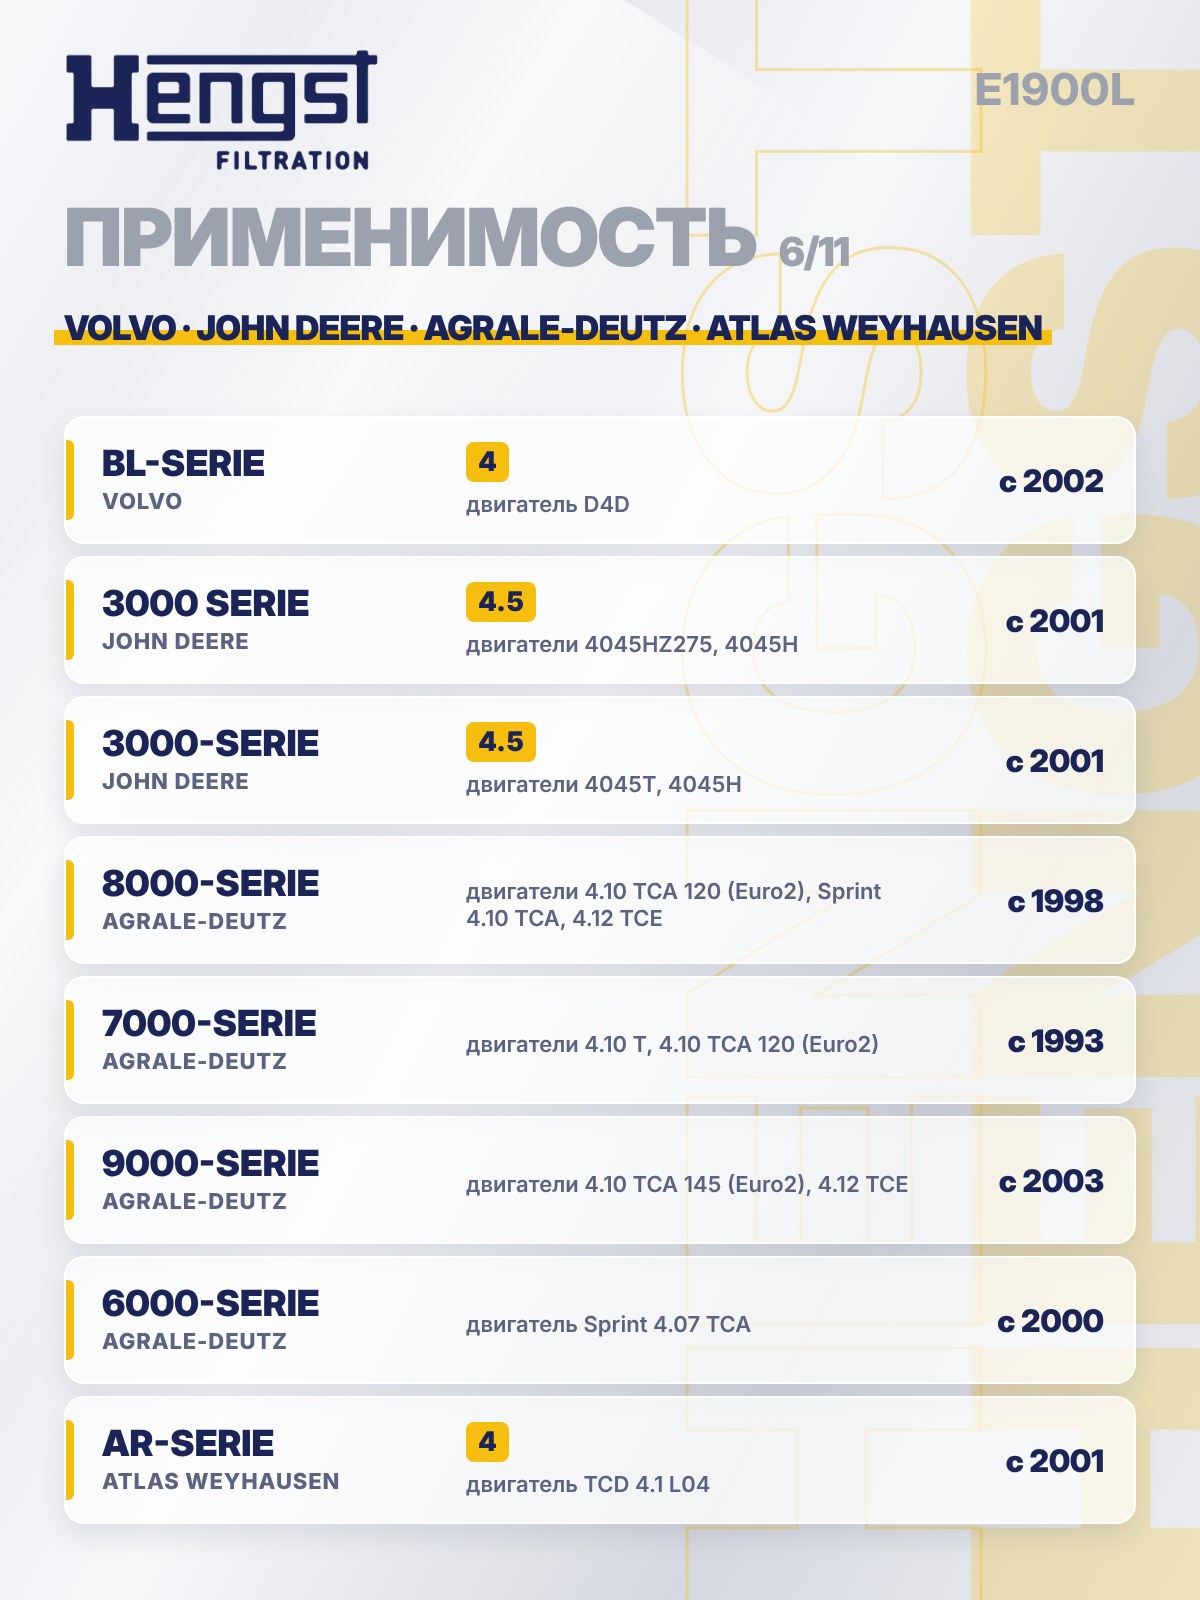 Hengst
FILTRATION
E1900L
ПРИМЕНИМОСТЬ 6/11
VOLVO · JOHN DEERE · AGRALE-DEUTZ · ATLAS WEYHAUSEN
BL-SERIE
VOLVO
4
двигатель D4D
с 2002
3000 SERIE
JOHN DEERE
4.5
двигатели 4045HZ275, 4045H
с 2001
3000-SERIE
JOHN DEERE
4.5
двигатели 4045T, 4045H
с 2001
8000-SERIE
AGRALE-DEUTZ
двигатели 4.10 TCA 120 (Euro2), Sprint
4.10 TCA, 4.12 TCE
с 1998
7000-SERIE
AGRALE-DEUTZ
двигатели 4.10 T, 4.10 TCA 120 (Euro2)
с 1993
9000-SERIE
AGRALE-DEUTZ
двигатели 4.10 TCA 145 (Euro2), 4.12 TCE
с 2003
6000-SERIE
AGRALE-DEUTZ
двигатель Sprint 4.07 TCA
с 2000
AR-SERIE
ATLAS WEYHAUSEN
4
двигатель TCD 4.1 L04
с 2001
HENGST
HENGST